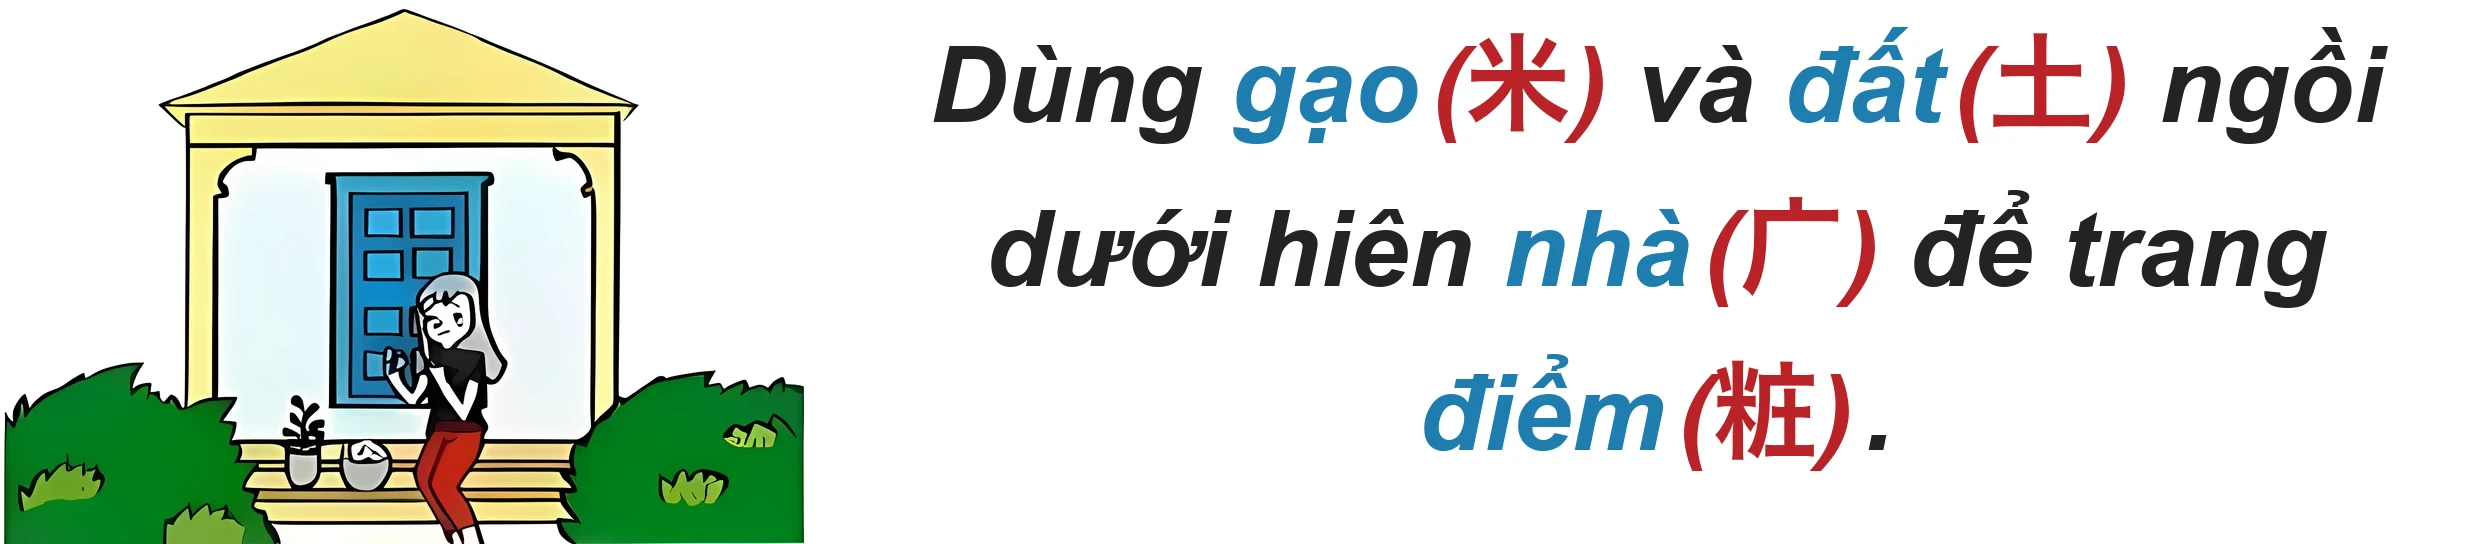 Dùng gạo(米) và đất(土) ngồi
dưới hiên nhà(广) để trang
điểm(粧).